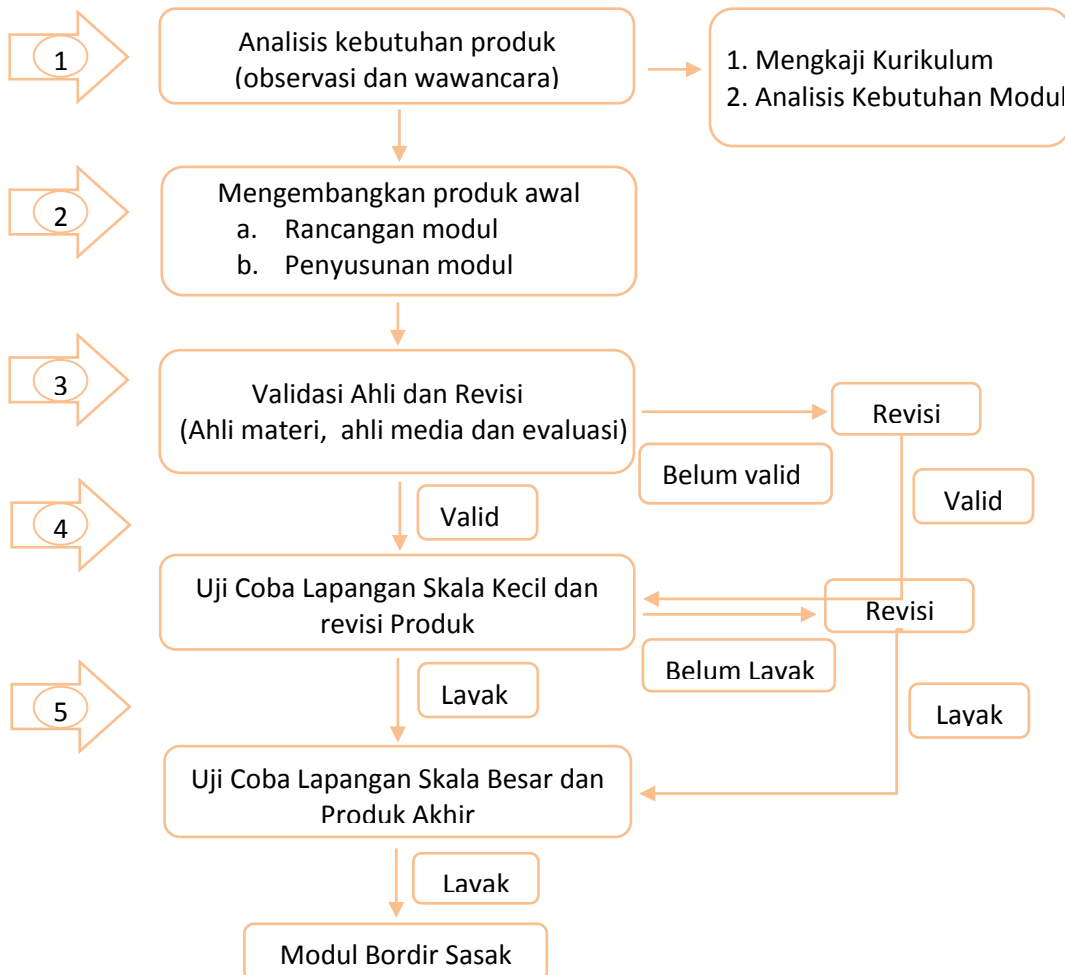 1
Analisis kebutuhan produk
(observasi dan wawancara)
1. Mengkaji Kurikulum
2. Analisis Kebutuhan Modul
2
Mengembangkan produk awal
a. Rancangan modul
b. Penyusunan modul
3
Validasi Ahli dan Revisi
(Ahli materi, ahli media dan evaluasi)
Revisi
Belum valid
Valid
Valid
4
Uji Coba Lapangan Skala Kecil dan
revisi Produk
Revisi
Belum Layak
Layak
Layak
5
Uji Coba Lapangan Skala Besar dan
Produk Akhir
Layak
Modul Bordir Sasak